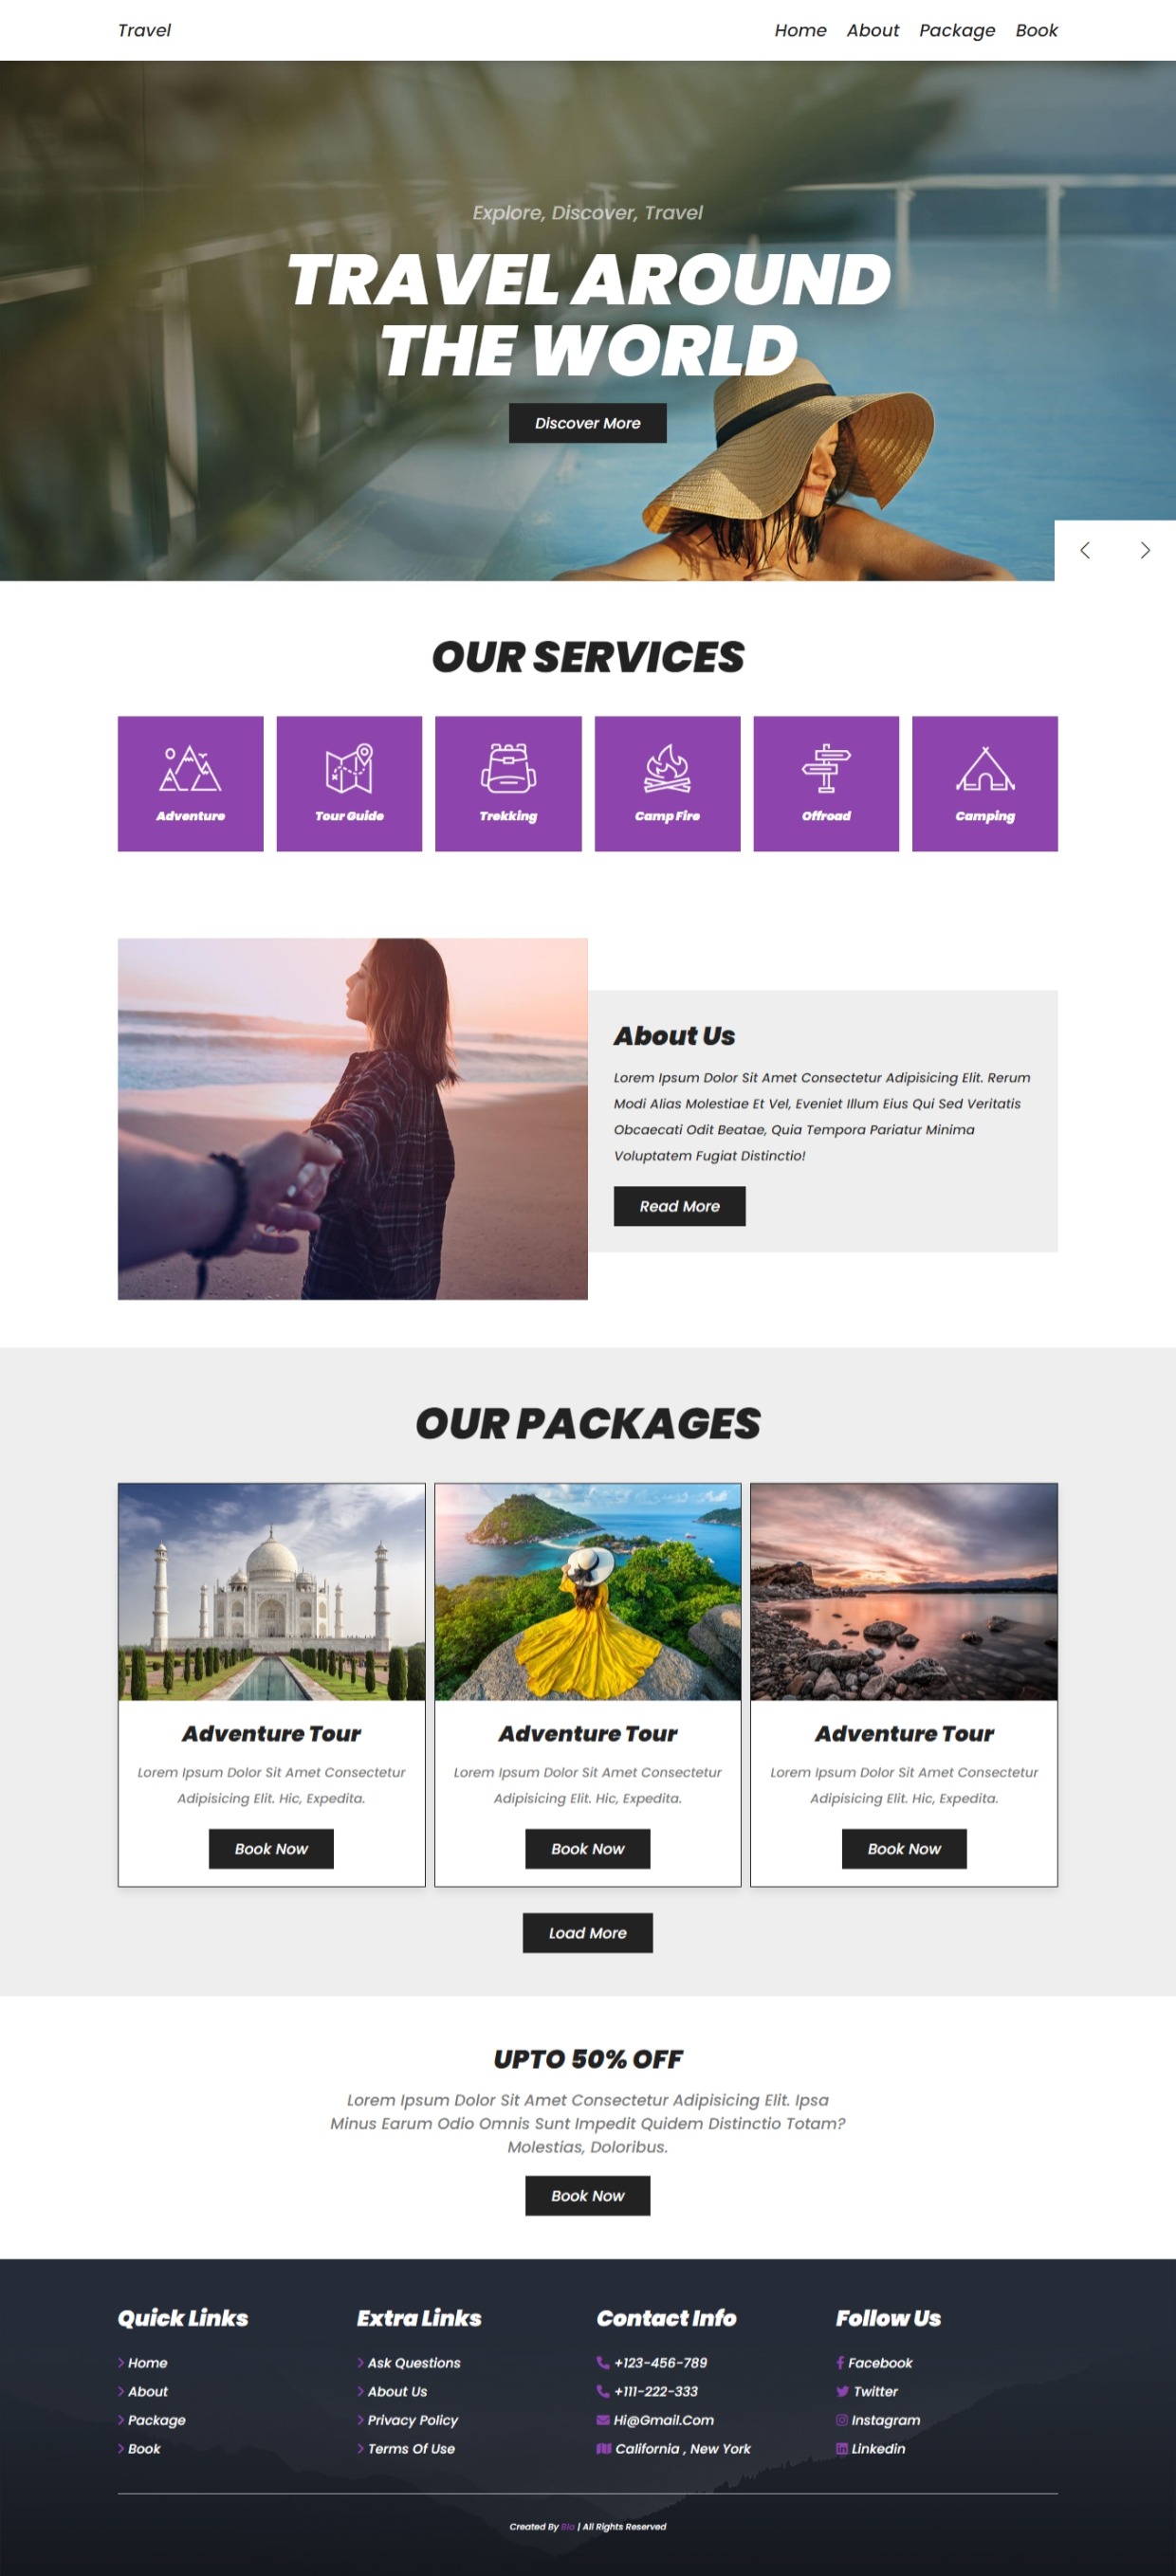 Travel
Home About Package Book
Explore, Discover, Travel
TRAVEL AROUND
THE WORLD
Discover More
OUR SERVICES
Adventure
Tour Guide
Trekking
Camp Fire
Offroad
Camping
About Us
Lorem Ipsum Dolor Sit Amet Consectetur Adipisicing Elit. Rerum
Modi Alias Molestiae Et Vel, Eveniet Illum Eius Qui Sed Veritatis
Obcaecati Odit Beatae, Quia Tempora Pariatur Minima
Voluptatem Fugiat Distinctio!
Read More
OUR PACKAGES
Adventure Tour
Lorem Ipsum Dolor Sit Amet Consectetur
Adipisicing Elit. Hic, Expedita.
Book Now
Adventure Tour
Lorem Ipsum Dolor Sit Amet Consectetur
Adipisicing Elit. Hic, Expedita.
Book Now
Adventure Tour
Lorem Ipsum Dolor Sit Amet Consectetur
Adipisicing Elit. Hic, Expedita.
Book Now
Load More
UPTO 50% OFF
Lorem Ipsum Dolor Sit Amet Consectetur Adipisicing Elit. Ipsa
Minus Earum Odio Omnis Sunt Impedit Quidem Distinctio Totam?
Molestias, Doloribus.
Book Now
Quick Links
Home
About
Package
Book
Extra Links
Ask Questions
About Us
Privacy Policy
Terms Of Use
Contact Info
+123-456-789
+111-222-333
Hi@Gmail.Com
California , New York
Follow Us
Facebook
Twitter
Instagram
Linkedin
Created By | All Rights Reserved